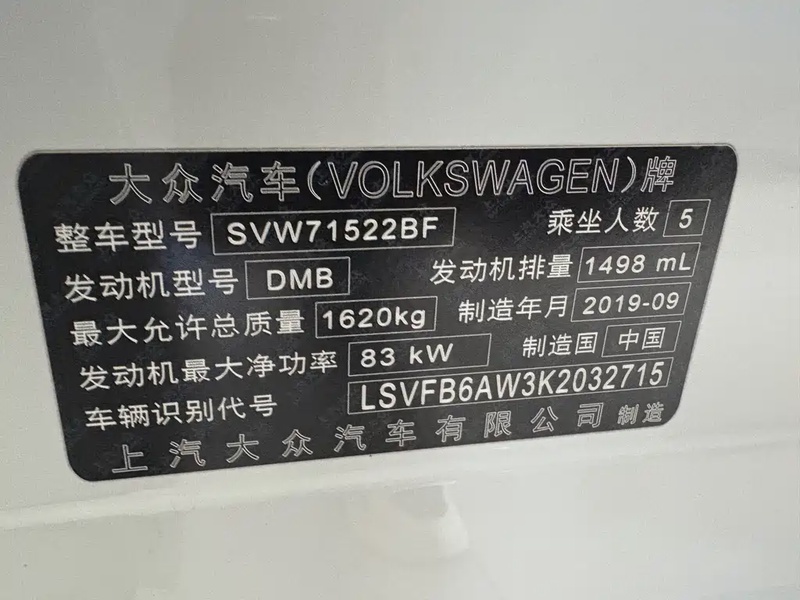 大众汽车(VOLKSWAGEN)牌
整车型号 SVW71522BF 乘坐人数 5
发动机型号 DMB 发动机排量 1498 mL
最大允许总质量 1620kg 制造年月 2019-09
发动机最大净功率 83 kW 制造国 中国
车辆识别代号 LSVFB6AW3K2032715
上汽大众汽车有限公司 制造